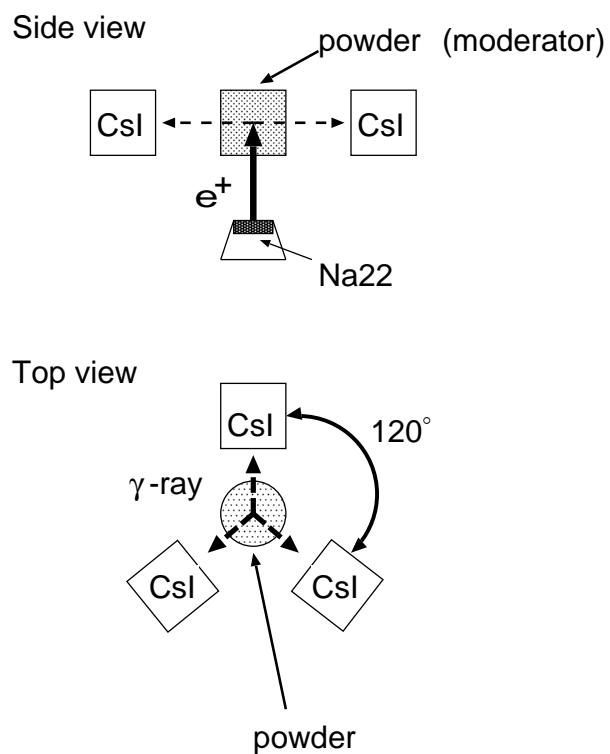 Side view
powder (moderator)
CsI
CsI
e+
Na22
Top view
CsI
120°
γ-ray
CsI
CsI
powder